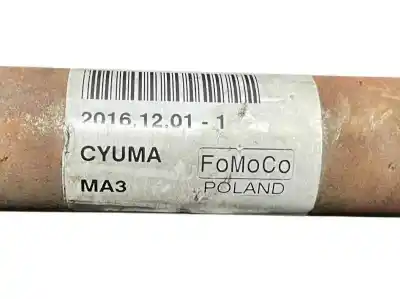 2016.12.01 - 1
CYUMA
FoMoCo
MA3
POLAND